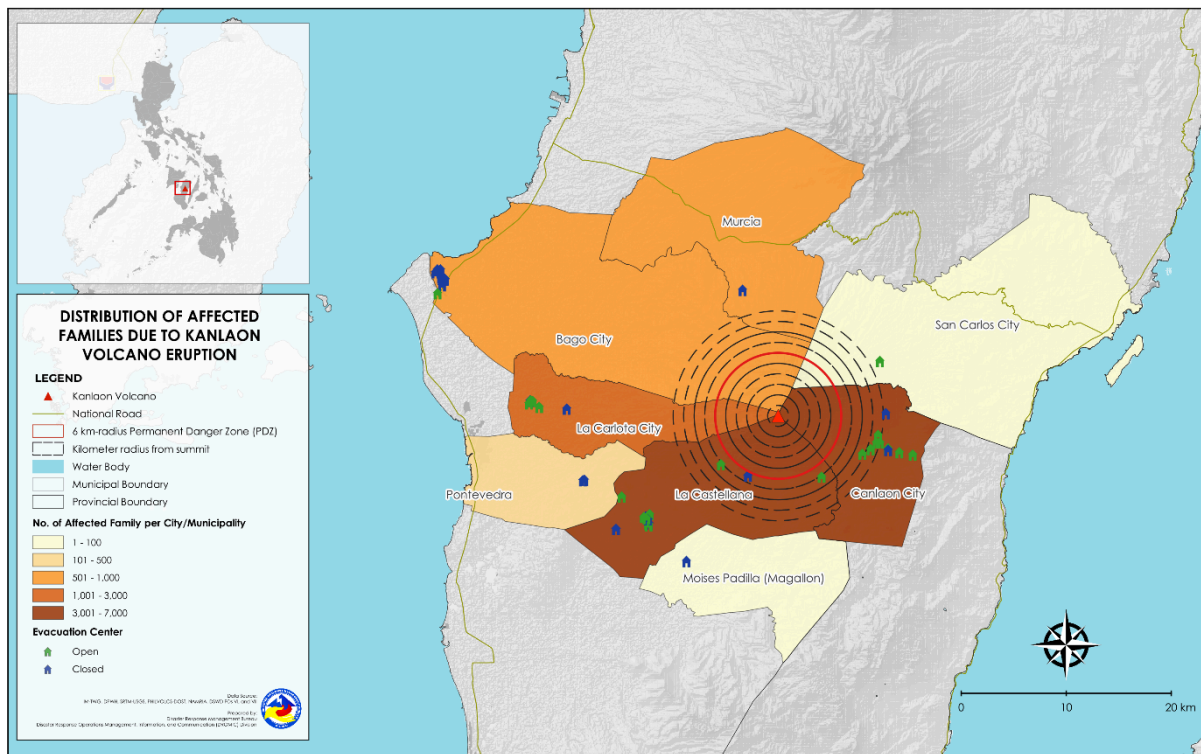 DISTRIBUTION OF AFFECTED
FAMILIES DUE TO KANLAON
VOLCANO ERUPTION
LEGEND
Kanlaon Volcano
National Road
6 km-radius Permanent Danger Zone (PDZ)
Kilometer radius from summit
Water Body
Municipal Boundary
Provincial Boundary
No. of Affected Family per City/Municipality
1 - 100
101 - 500
501 - 1,000
1,001 - 3,000
3,001 - 7,000
Evacuation Center
Open
Closed
Data Source:
Prepared by:
Disaster Response Management Bureau
Murcia
San Carlos City
Bago City
La Carlota City
Pontevedra
La Castellana
Canlaon City
Moises Padilla (Magallon)
0 10 20 km